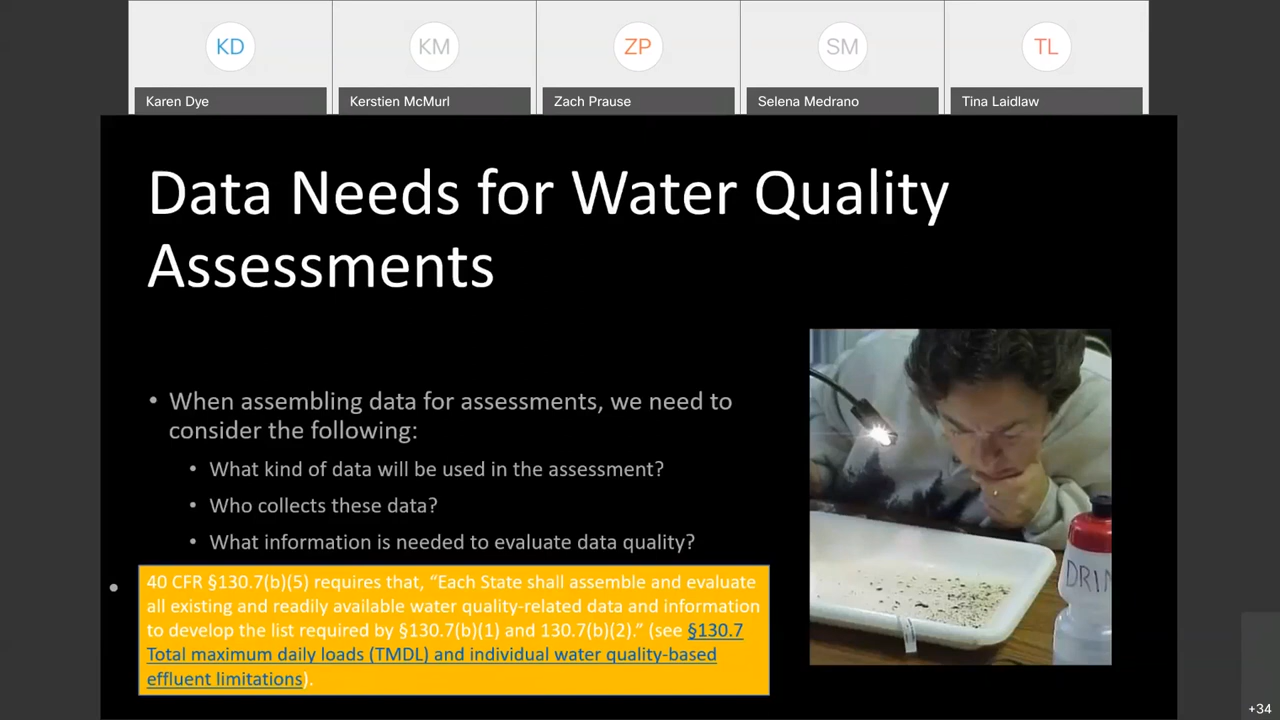 KD
KM
ZP
SM
TL
Karen Dye
Kerstien McMurl
Zach Prause
Selena Medrano
Tina Laidlaw
Data Needs for Water Quality
Assessments
• When assembling data for assessments, we need to
consider the following:
• What kind of data will be used in the assessment?
• Who collects these data?
• What information is needed to evaluate data quality?
• 40 CFR §130.7(b)(5) requires that, “Each State shall assemble and evaluate
all existing and readily available water quality-related data and information
to develop the list required by §130.7(b)(1) and 130.7(b)(2).” (see §130.7
Total maximum daily loads (TMDL) and individual water quality-based
effluent limitations).
DRIN
+34